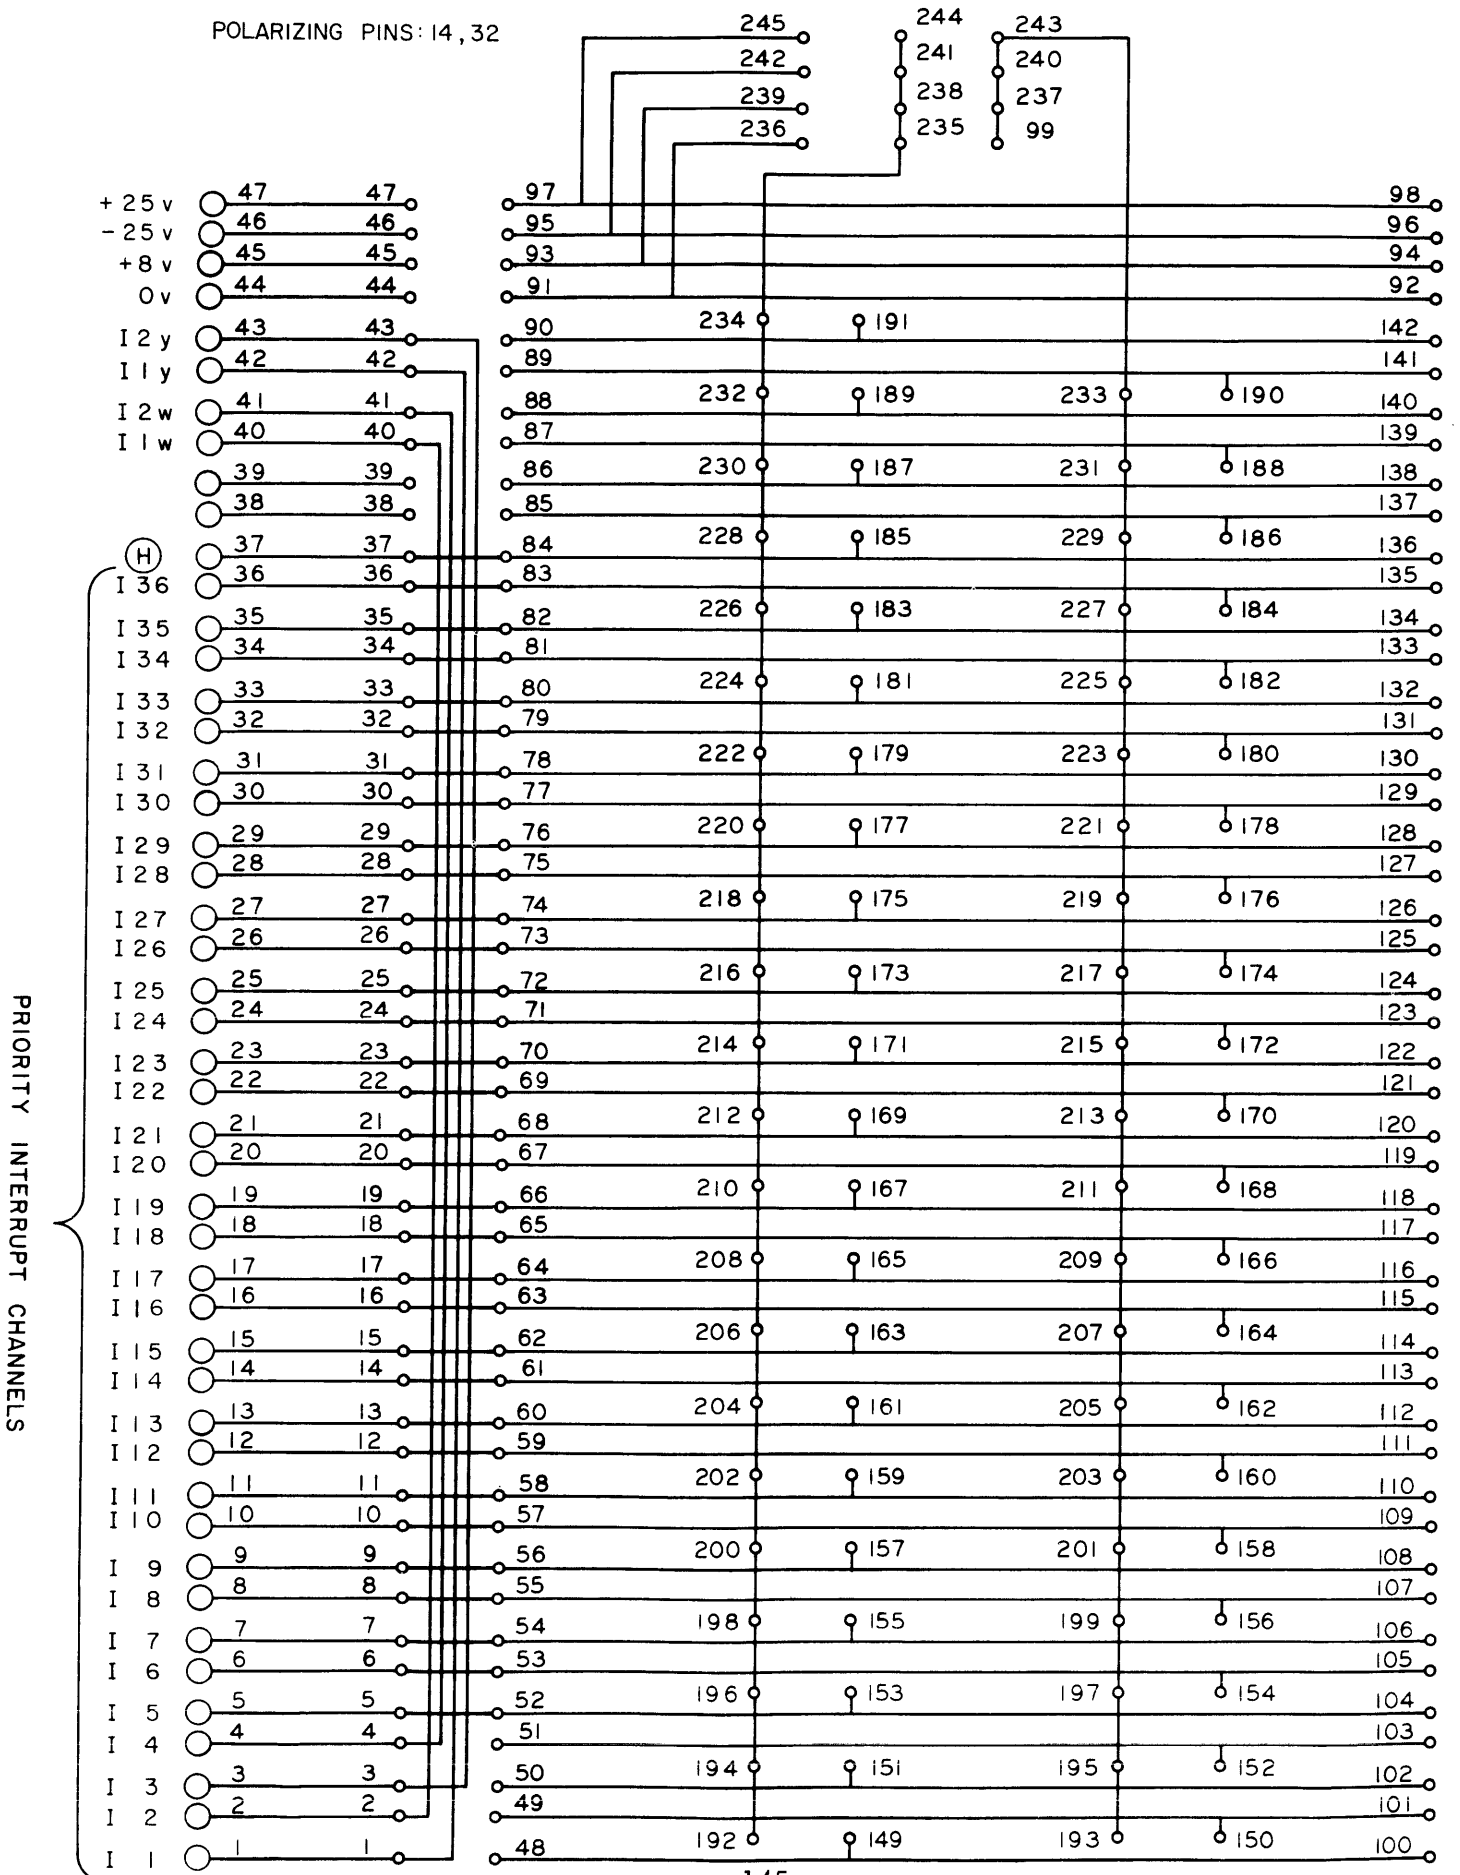 POLARIZING PINS: 14, 32
245 244 243
242 241 240
239 238 237
236 235 99
+25v 47 47 97 98
-25v 46 46 95 96
+8v 45 45 93 94
0v 44 44 91 92
234 191
I2y 43 43 90 142
I1y 42 42 89 141
232 189 233 190
I2w 41 41 88 140
I1w 40 40 87 139
230 187 231 188
39 39 86 138
38 38 85 137
228 185 229 186
H 37 37 84 136
I 36 36 36 83 135
226 183 227 184
I 35 35 35 82 134
I 34 34 34 81 133
224 181 225 182
I 33 33 33 80 132
I 32 32 32 79 131
222 179 223 180
I 31 31 31 78 130
I 30 30 30 77 129
220 177 221 178
I 29 29 29 76 128
I 28 28 28 75 127
218 175 219 176
I 27 27 27 74 126
I 26 26 26 73 125
216 173 217 174
I 25 25 25 72 124
I 24 24 24 71 123
214 171 215 172
I 23 23 23 70 122
I 22 22 22 69 121
212 169 213 170
I 21 21 21 68 120
I 20 20 20 67 119
210 167 211 168
I 19 19 19 66 118
I 18 18 18 65 117
208 165 209 166
I 17 17 17 64 116
I 16 16 16 63 115
206 163 207 164
I 15 15 15 62 114
I 14 14 14 61 113
204 161 205 162
I 13 13 13 60 112
I 12 12 12 59 111
202 159 203 160
I 11 11 11 58 110
I 10 10 10 57 109
200 157 201 158
I 9 9 9 56 108
I 8 8 8 55 107
198 155 199 156
I 7 7 7 54 106
I 6 6 6 53 105
196 153 197 154
I 5 5 5 52 104
I 4 4 4 51 103
194 151 195 152
I 3 3 3 50 102
I 2 2 2 49 101
192 149 193 150
I 1 1 1 48 100
PRIORITY INTERRUPT CHANNELS